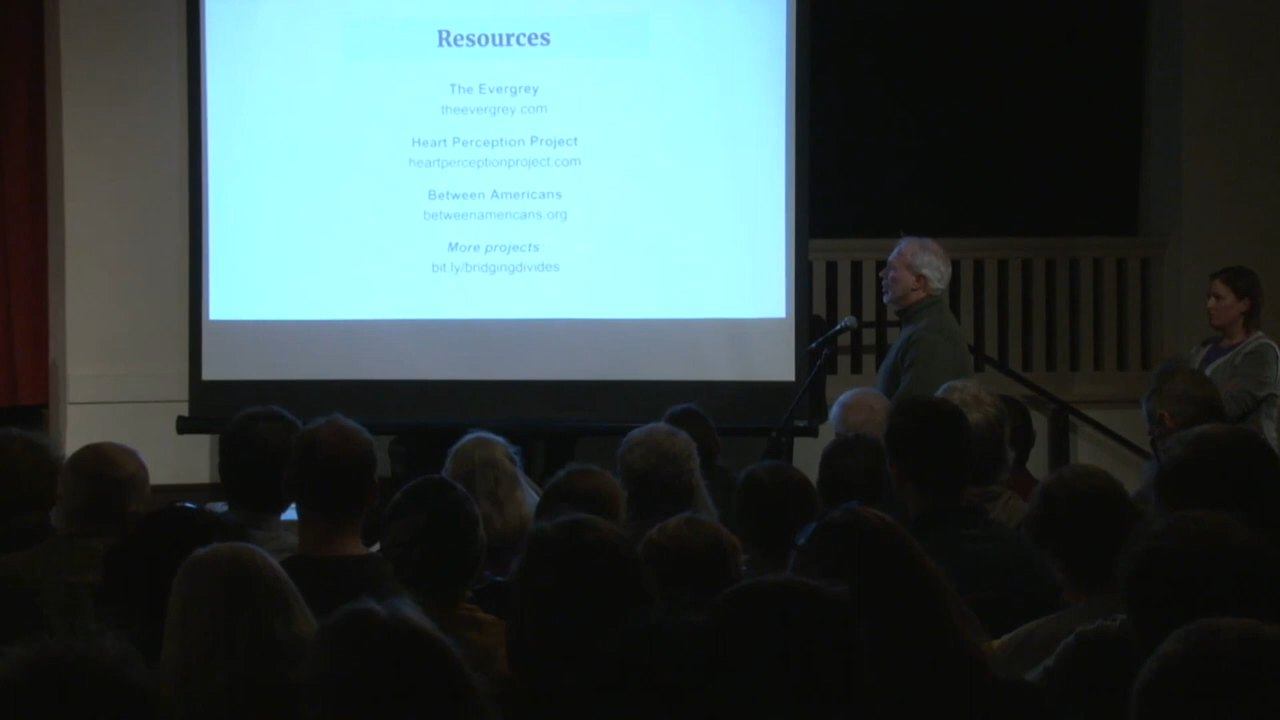 Resources
The Evergrey
theevergrey.com
Heart Perception Project
heartperceptionproject.com
Between Americans
betweenamericans.org
More projects
bit.ly/bridgingdivides